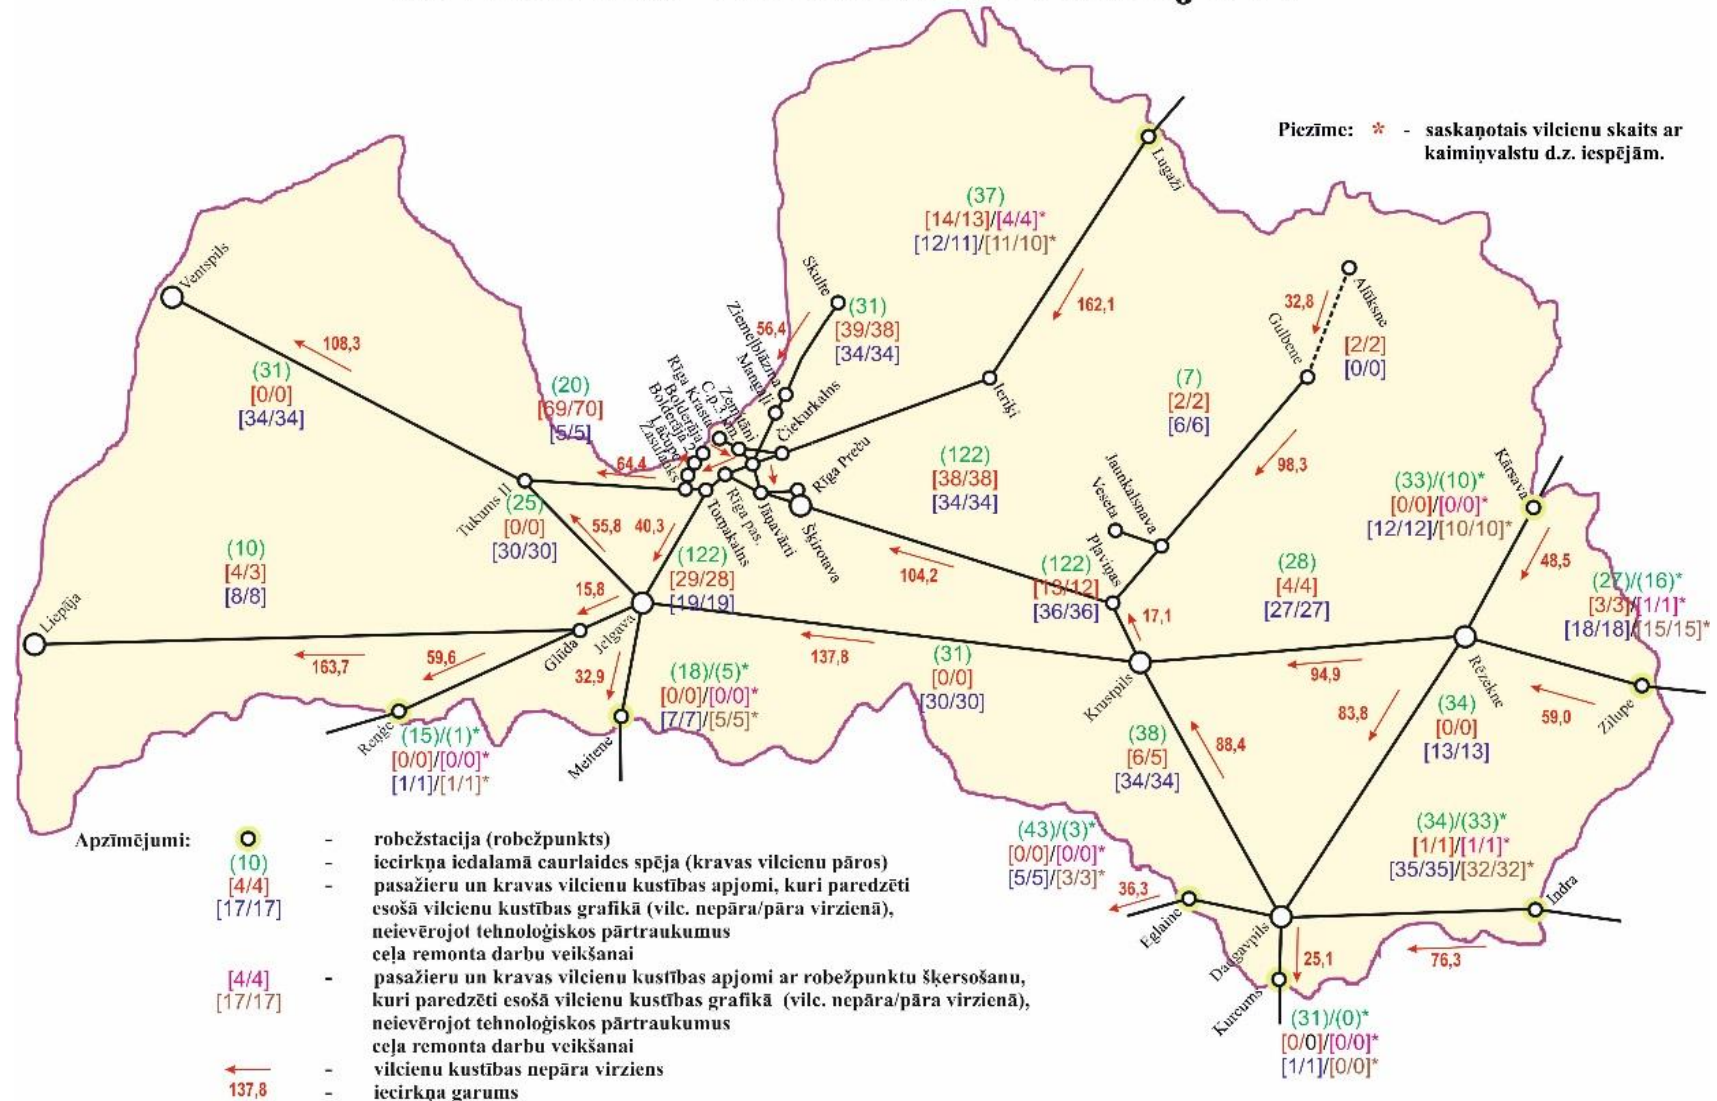 Piezīme: * - saskaņotais vilcienu skaits ar
kaimiņvalstu d.z. iespējām.
Lugaži
(37)
[14/13]/[4/4]*
[12/11]/[11/10]*
162,1
Ventspils
108,3
(31)
[0/0]
[34/34]
Skulte
56,4
(31)
[39/38]
[34/34]
Ziemeļblāzma
Mangaļi
Čiekurkalns
Zemitāni
Rīga Krasta
Bolderāja
Bolderāja 2
Lāčupe
Zasulauks
(20)
[69/70]
[5/5]
64,4
Alūksne
32,8
Gulbene
[2/2]
[0/0]
Ieriķi
(7)
[2/2]
[6/6]
98,3
Rīga Preču
Rīga pas.
Jāņavārti
Torņakalns
Šķirotava
(122)
[38/38]
[34/34]
104,2
Jaunkalsnava
Veseta
Pļaviņas
Kārsava
(33)/(10)*
[0/0]/[0/0]*
[12/12]/[10/10]*
48,5
Tukums II
(25)
[0/0]
[30/30]
55,8
40,3
(122)
[29/28]
[19/19]
(10)
[4/3]
[8/8]
15,8
Liepāja
163,7
Glūda
Jelgava
59,6
32,9
(122)
[13/12]
[36/36]
17,1
(28)
[4/4]
[27/27]
(27)/(16)*
[3/3]/[1/1]*
[18/18]/[15/15]*
137,8
(31)
[0/0]
[30/30]
Krustpils
94,9
Rēzekne
59,0
Zilupe
83,8
(34)
[0/0]
[13/13]
(18)/(5)*
[0/0]/[0/0]*
[7/7]/[5/5]*
Reņģe
Meitene
(15)/(1)*
[0/0]/[0/0]*
[1/1]/[1/1]*
(38)
[6/5]
[34/34]
88,4
(43)/(3)*
[0/0]/[0/0]*
[5/5]/[3/3]*
36,3
Eglaine
(34)/(33)*
[1/1]/[1/1]*
[35/35]/[32/32]*
Indra
76,3
Daugavpils
25,1
Kurcums
(31)/(0)*
[0/0]/[0/0]*
[1/1]/[0/0]*
Apzīmējumi: - robežstacija (robežpunkts)
(10) - iecirkņa iedalāmā caurlaides spēja (kravas vilcienu pāros)
[4/4] - pasažieru un kravas vilcienu kustības apjomi, kuri paredzēti
[17/17] esošā vilcienu kustības grafikā (vilc. nepāra/pāra virzienā),
neievērojot tehnoloģiskos pārtraukumus
ceļa remonta darbu veikšanai
[4/4] - pasažieru un kravas vilcienu kustības apjomi ar robežpunktu šķērsošanu,
[17/17] kuri paredzēti esošā vilcienu kustības grafikā (vilc. nepāra/pāra virzienā),
neievērojot tehnoloģiskos pārtraukumus
ceļa remonta darbu veikšanai
- vilcienu kustības nepāra virziens
137,8 - iecirkņa garums